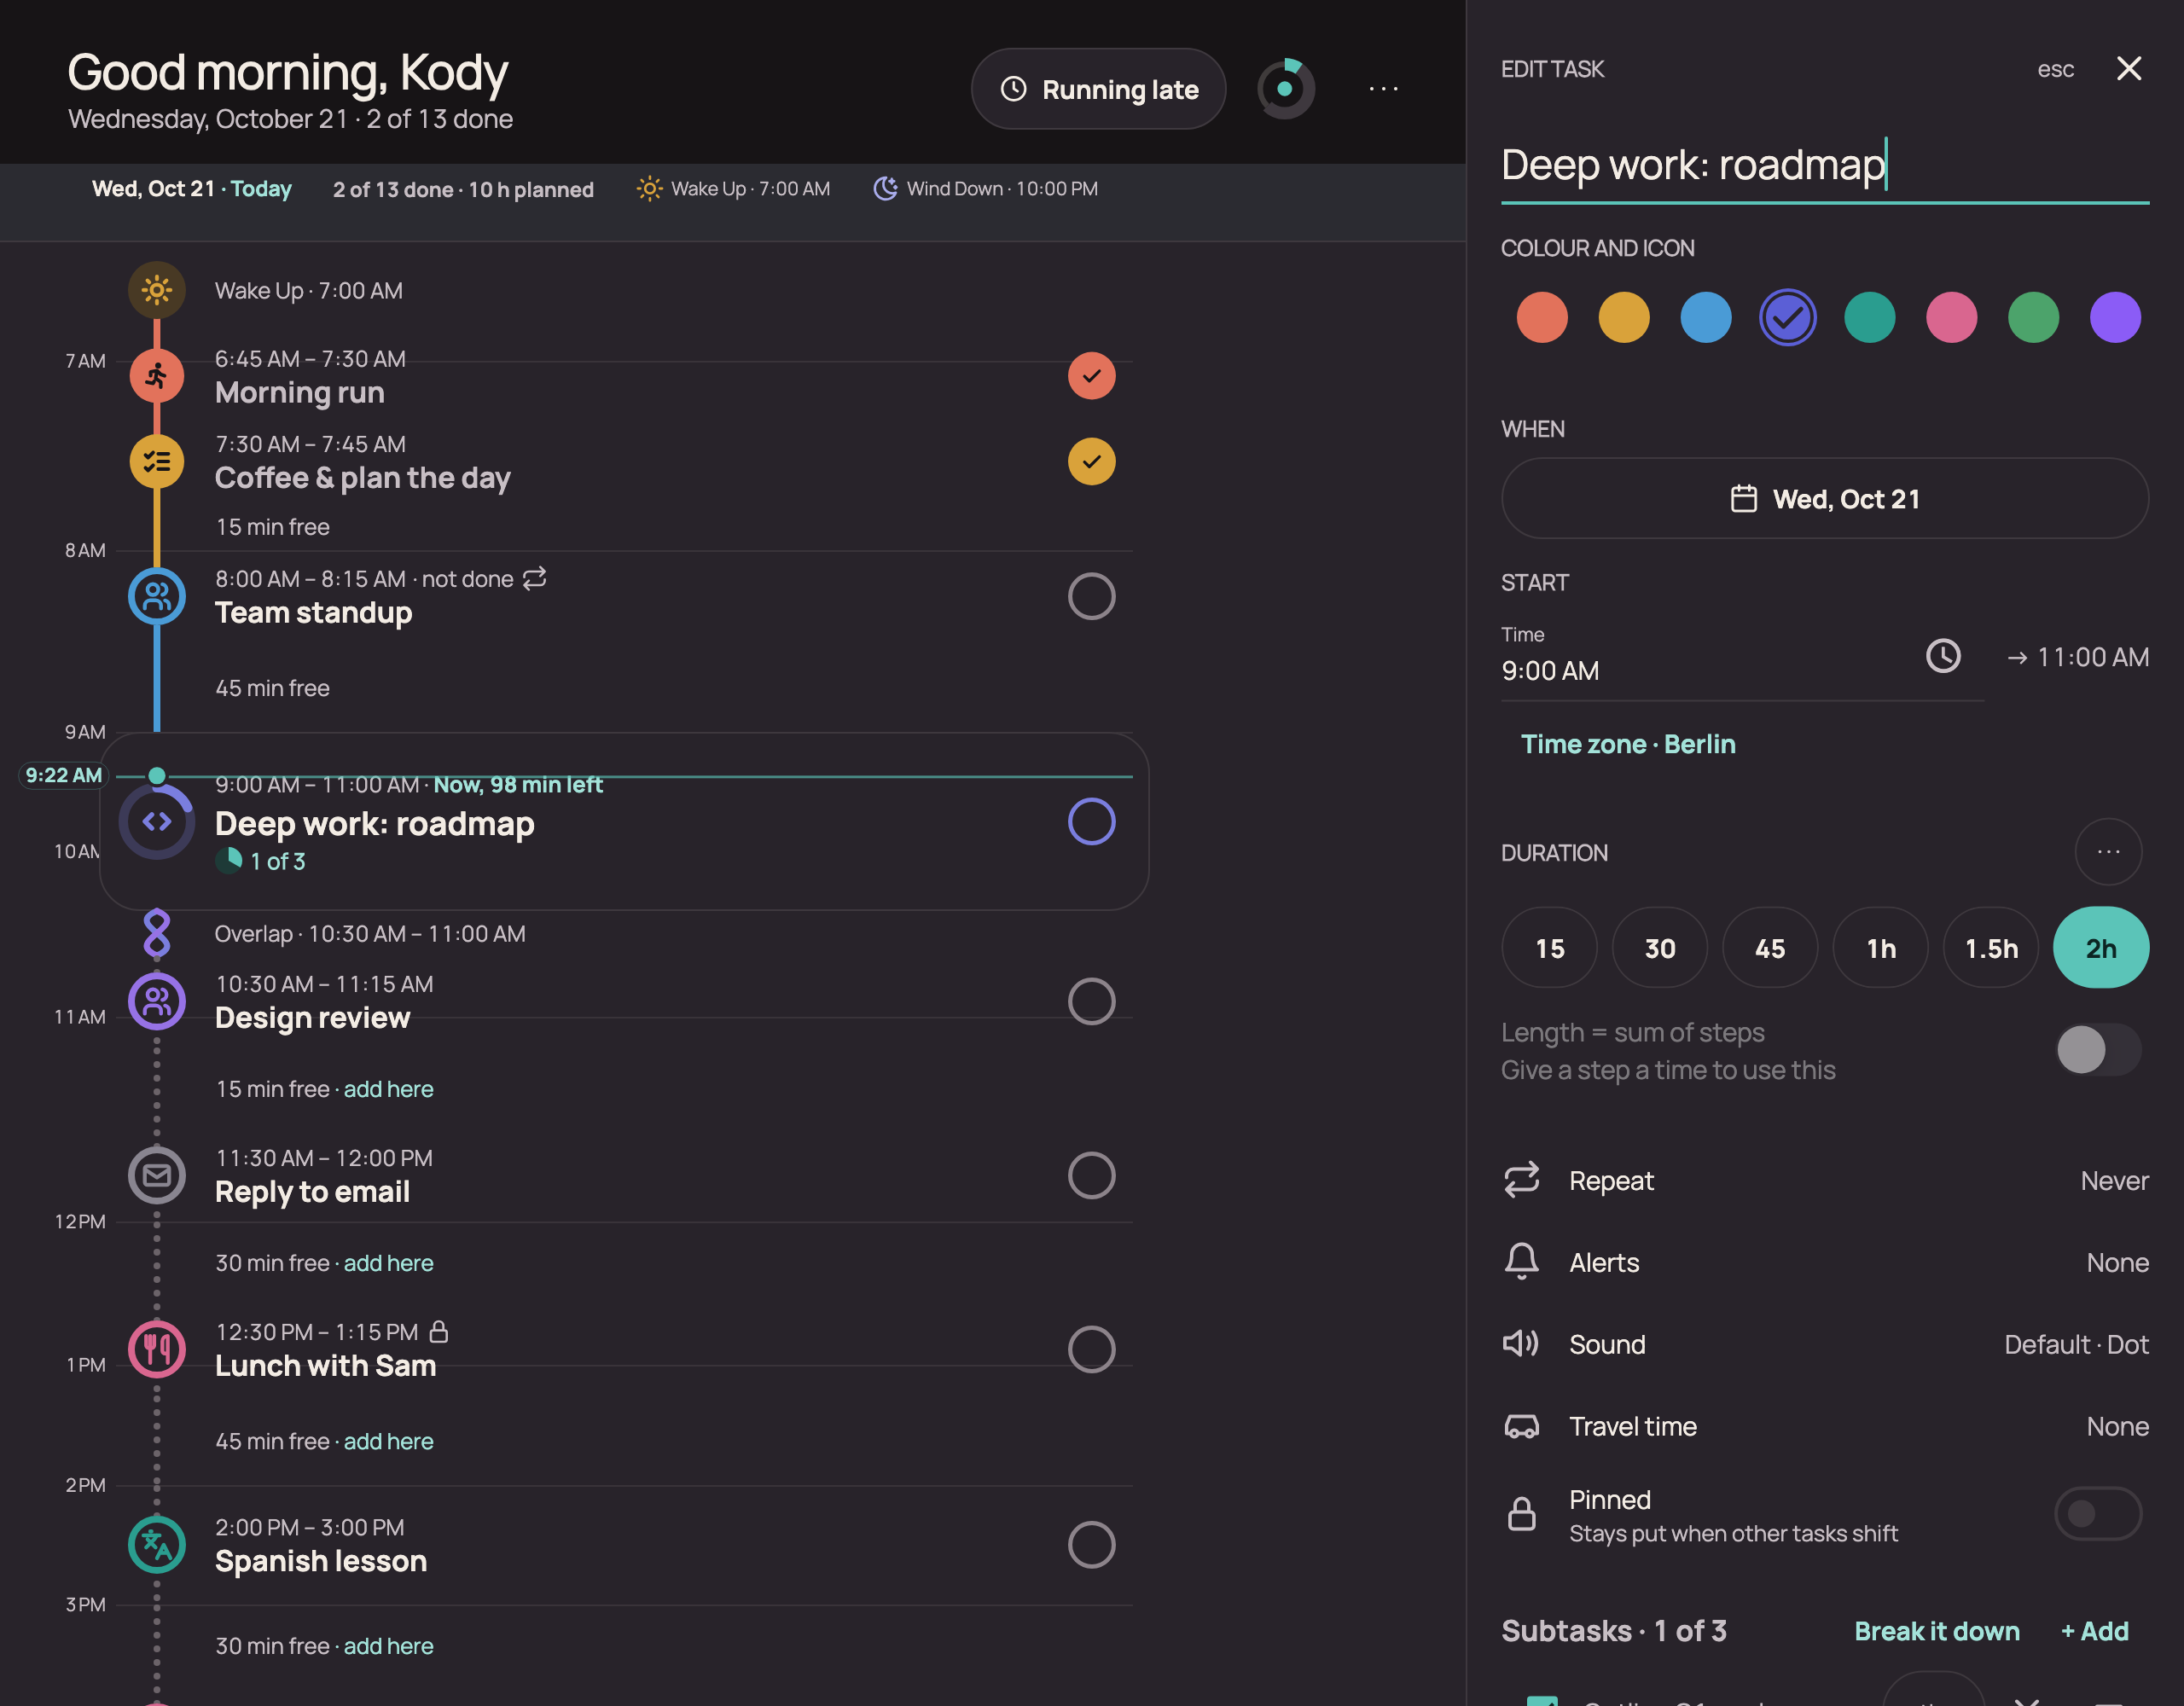 Good morning, Kody
Wednesday, October 21 · 2 of 13 done
Running late
Wed, Oct 21 · Today
2 of 13 done · 10 h planned
Wake Up · 7:00 AM
Wind Down · 10:00 PM
Wake Up · 7:00 AM
7 AM
6:45 AM – 7:30 AM
Morning run
7:30 AM – 7:45 AM
Coffee & plan the day
15 min free
8 AM
8:00 AM – 8:15 AM · not done
Team standup
45 min free
9 AM
9:22 AM
9:00 AM – 11:00 AM · Now, 98 min left
Deep work: roadmap
10 AM
1 of 3
Overlap · 10:30 AM – 11:00 AM
10:30 AM – 11:15 AM
11 AM
Design review
15 min free · add here
11:30 AM – 12:00 PM
Reply to email
12 PM
30 min free · add here
12:30 PM – 1:15 PM
1 PM
Lunch with Sam
45 min free · add here
2 PM
2:00 PM – 3:00 PM
Spanish lesson
3 PM
30 min free · add here
EDIT TASK
esc
Deep work: roadmap
COLOUR AND ICON
WHEN
Wed, Oct 21
START
Time
9:00 AM
→ 11:00 AM
Time zone · Berlin
DURATION
15
30
45
1h
1.5h
2h
Length = sum of steps
Give a step a time to use this
Repeat
Never
Alerts
None
Sound
Default · Dot
Travel time
None
Pinned
Stays put when other tasks shift
Subtasks · 1 of 3
Break it down
+ Add